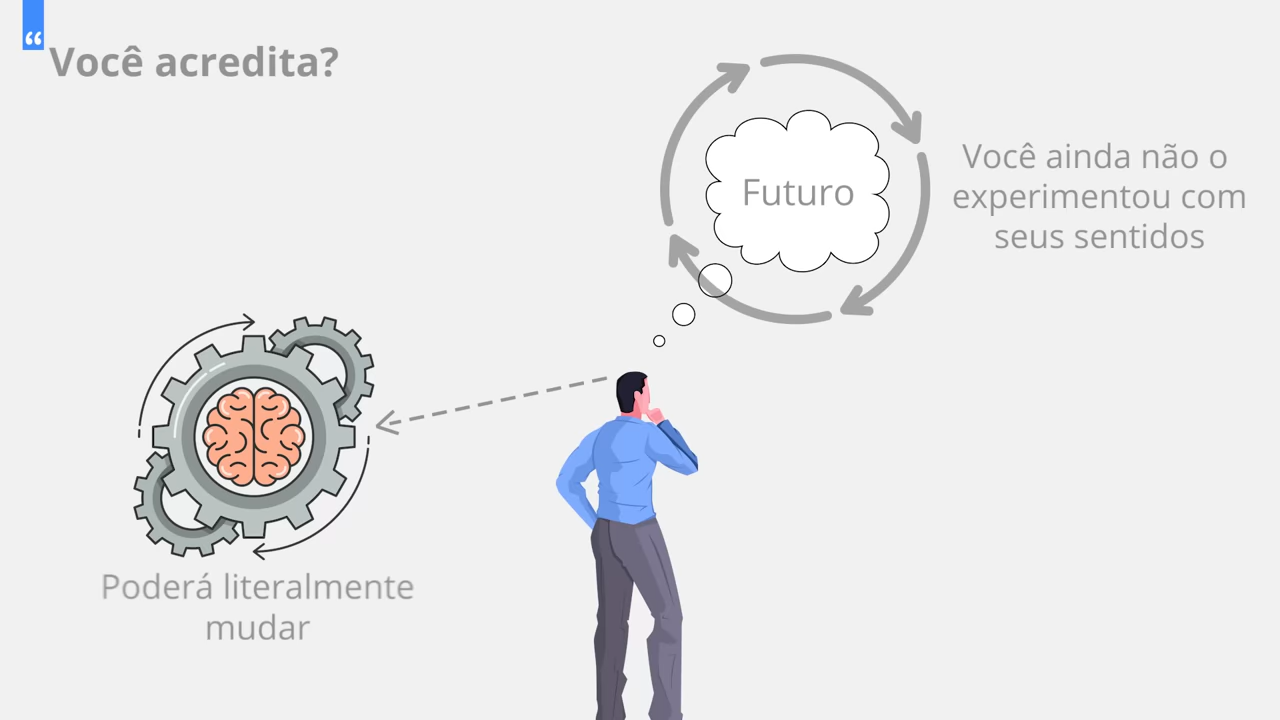 “
Você acredita?
Futuro
Você ainda não o
experimentou com
seus sentidos
Poderá literalmente
mudar